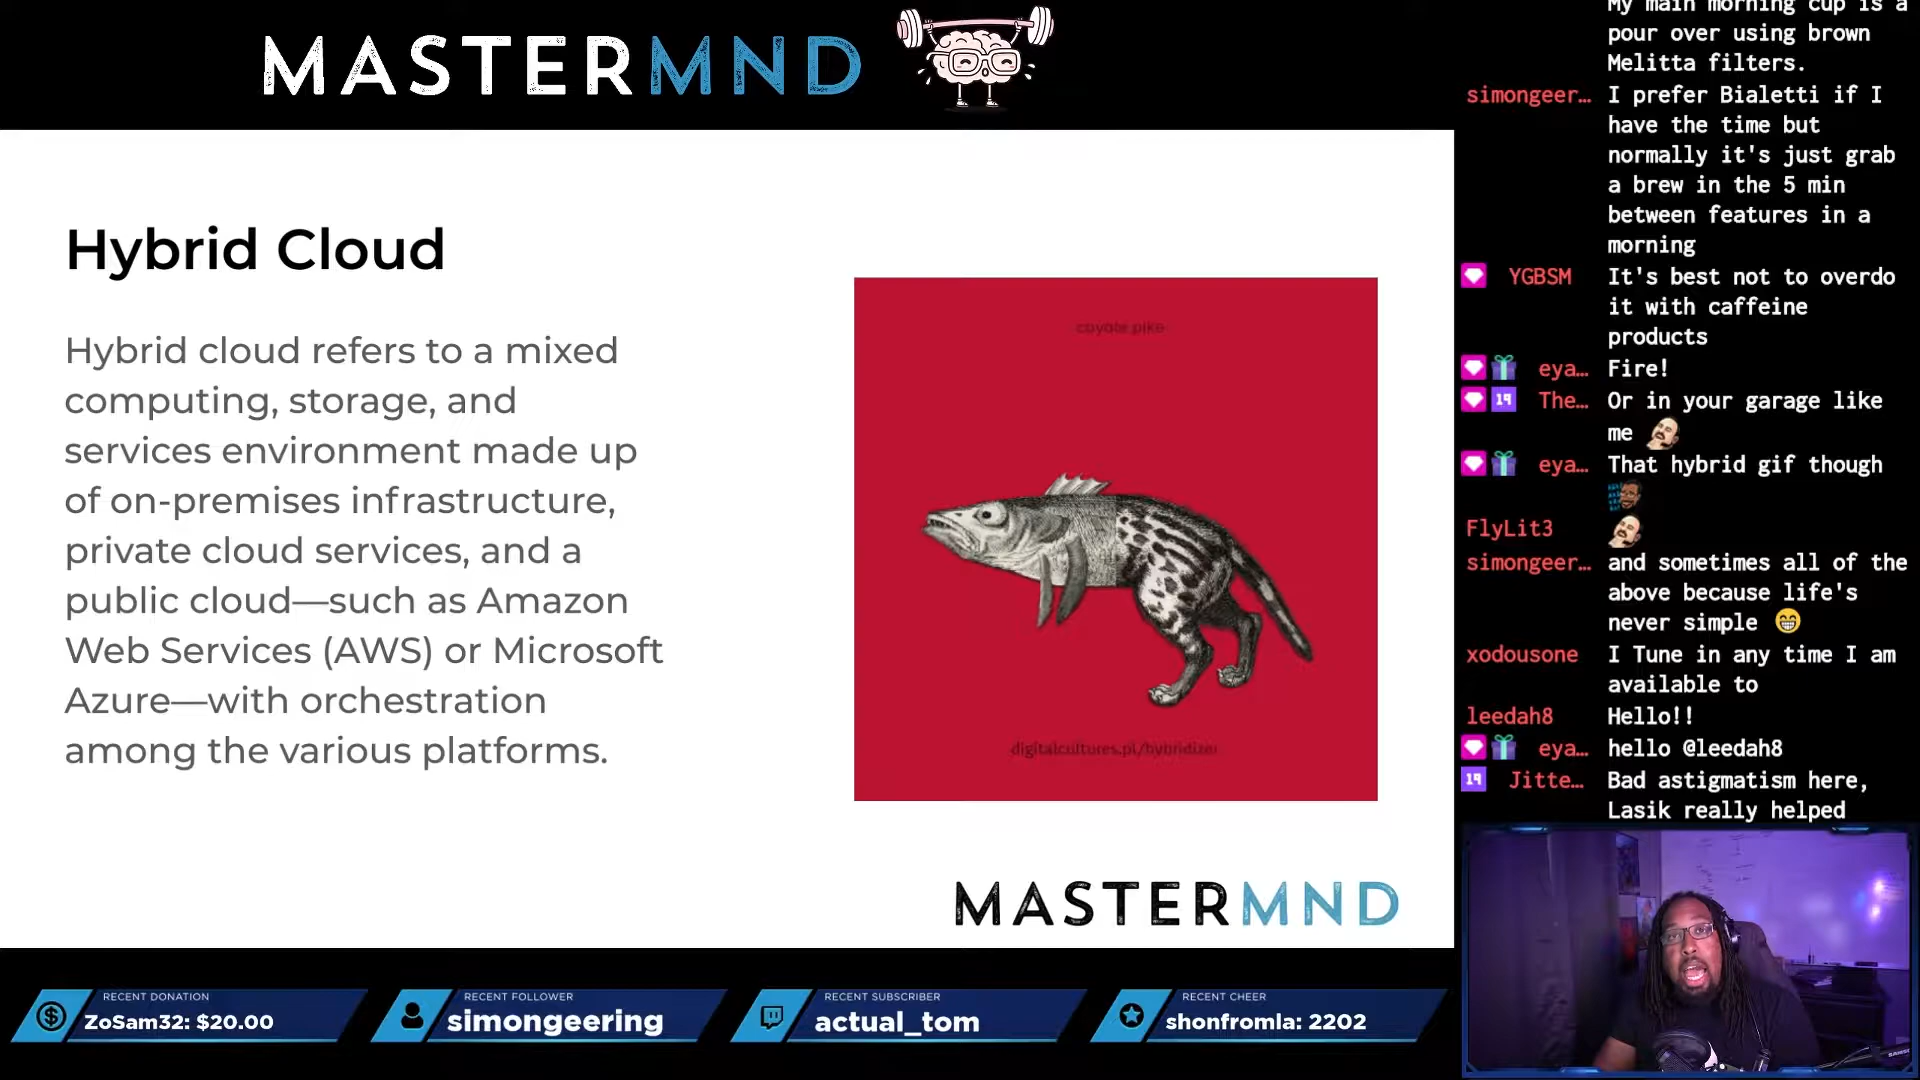 MASTERMND
Hybrid Cloud
Hybrid cloud refers to a mixed
computing, storage, and
services environment made up
of on-premises infrastructure,
private cloud services, and a
public cloud—such as Amazon
Web Services (AWS) or Microsoft
Azure—with orchestration
among the various platforms.
coyote.pike
digitalcultures.pl/hybridizer
MASTERMND
My main morning cup is a
pour over using brown
Melitta filters.
simongeer… I prefer Bialetti if I
have the time but
normally it's just grab
a brew in the 5 min
between features in a
morning
YGBSM It's best not to overdo
it with caffeine
products
eya… Fire!
19 The… Or in your garage like
me
eya… That hybrid gif though
FlyLit3
simongeer… and sometimes all of the
above because life's
never simple 😁
xodousone I Tune in any time I am
available to
leedah8 Hello!!
eya… hello @leedah8
19 Jitte… Bad astigmatism here,
Lasik really helped
RECENT DONATION
ZoSam32: $20.00
RECENT FOLLOWER
simongeering
RECENT SUBSCRIBER
actual_tom
RECENT CHEER
shonfromla: 2202